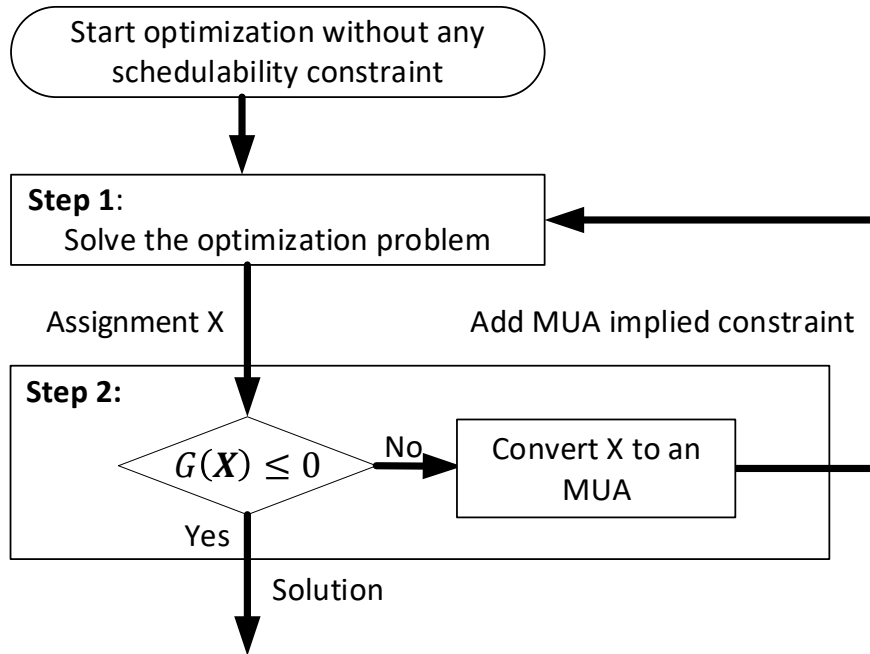 Start optimization without any
schedulability constraint
Step 1:
Solve the optimization problem
Assignment X
Add MUA implied constraint
Step 2:
G(X) ≤ 0
No
Convert X to an
MUA
Yes
Solution